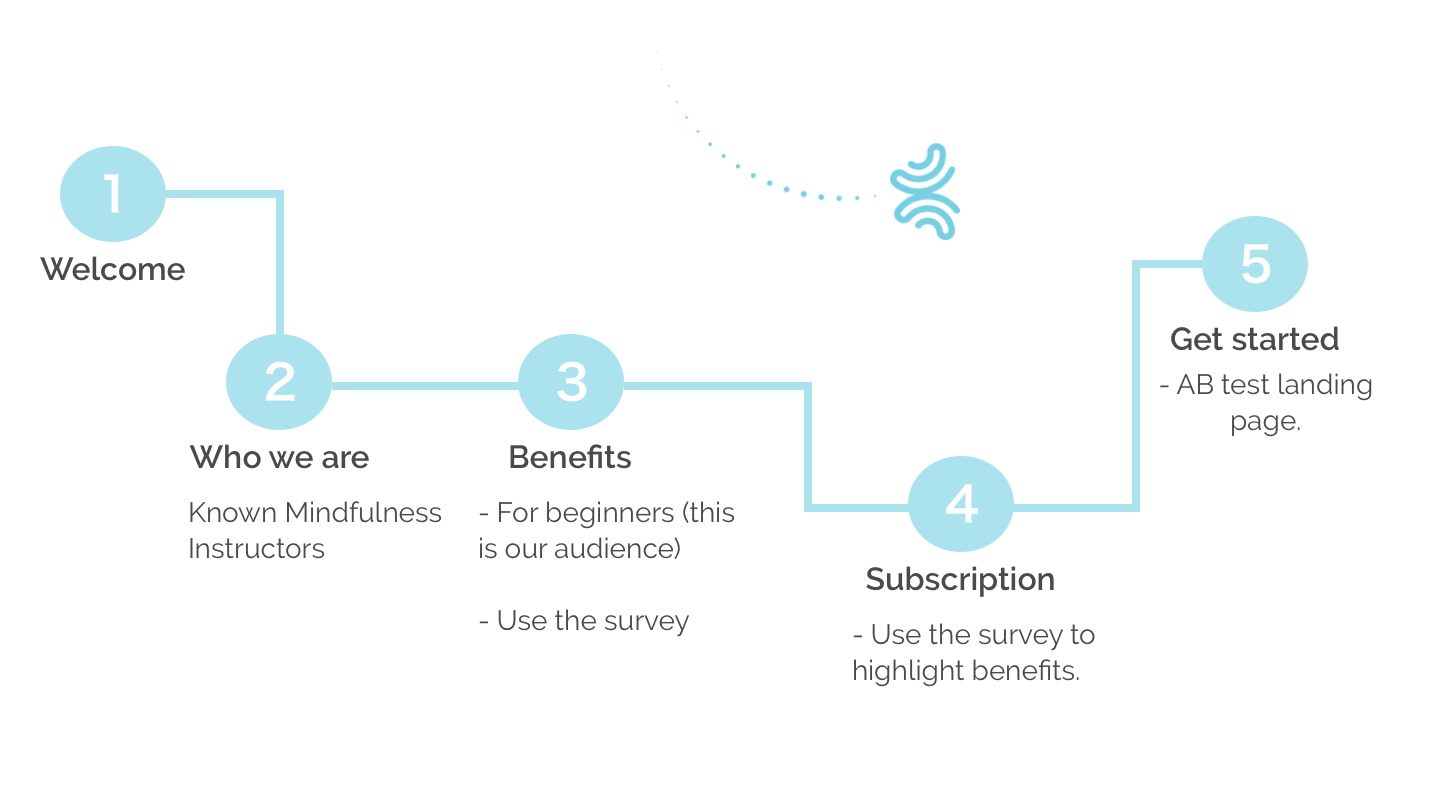 1
Welcome
2
Who we are
Known Mindfulness
Instructors
3
Benefits
- For beginners (this
is our audience)
- Use the survey
4
Subscription
- Use the survey to
highlight benefits.
5
Get started
- AB test landing
page.